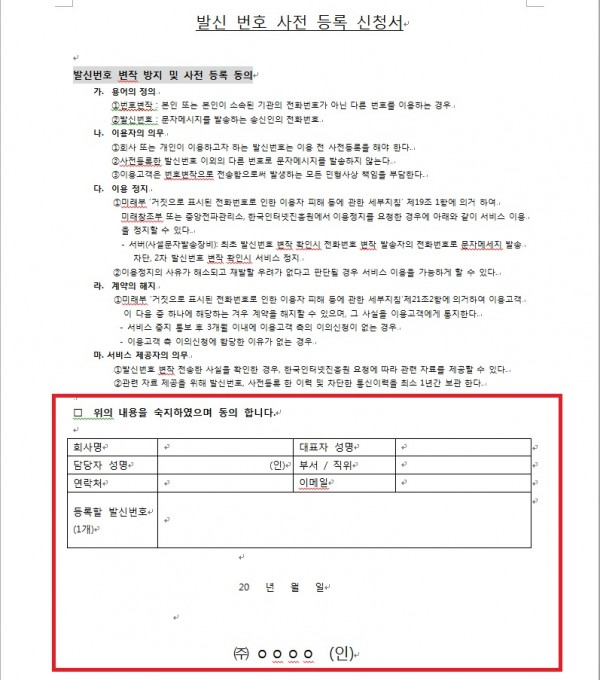 발신 번호 사전 등록 신청서
발신번호 변작 방지 및 사전 등록 동의
가. 용어의 정의
①번호변작 : 본인 또는 본인이 소속된 기관의 전화번호가 아닌 다른 번호를 이용하는 경우
②발신번호 : 문자메시지를 발송하는 송신인의 전화번호
나. 이용자의 의무
①회사 또는 개인이 이용하고자 하는 발신번호는 이용 전 사전등록을 해야 한다.
②사전등록한 발신번호 이외의 다른 번호로 문자메시지를 발송하지 않는다.
③이용고객은 번호변작으로 전송함으로써 발생하는 모든 민형사상 책임을 부담한다.
다. 이용 정지
①미래부 '거짓으로 표시된 전화번호로 인한 이용자 피해 등에 관한 세부지침' 제19조 1항에 의거 하여
미래창조부 또는 중앙전파관리소, 한국인터넷진흥원에서 이용정지를 요청한 경우에 아래와 같이 서비스 이용
을 정지할 수 있다.
- 서버(사설문자발송장비): 최초 발신번호 변작 확인시 전화번호 변작 발송자의 전화번호로 문자메세지 발송
차단, 2차 발신번호 변작 확인시 서비스 정지
②이용정지의 사유가 해소되고 재발할 우려가 없다고 판단될 경우 서비스 이용을 가능하게 할 수 있다.
라. 계약의 해지
①미래부 '거짓으로 표시된 전화번호로 인한 이용자 피해 등에 관한 세부지침'제21조2항에 의거하여 이용고객
이 다음 중 하나에 해당하는 겨우 계약을 해지할 수 있으며, 그 사실을 이용고객에게 통지한다.
- 서비스 중지 통보 후 3개월 이내에 이용고객 측의 이의신청이 없는 경우
- 이용고객 측 이의신청에 합당한 이유가 없는 경우
마. 서비스 제공자의 의무
①발신번호 변작 전송한 사실을 확인한 경우, 한국인터넷진흥원 요청에 따라 관련 자료를 제공할 수 있다.
②관련 자료 제공을 위해 발신번호, 사전등록 한 이력 및 차단한 통신이력을 최소 1년간 보관 한다.
□ 위의 내용을 숙지하였으며 동의 합니다.
회사명 대표자 성명
담당자 성명 (인) 부서 / 직위
연락처 이메일
등록할 발신번호
(1개)
20 년 월 일
㈜ ㅇㅇㅇㅇ (인)